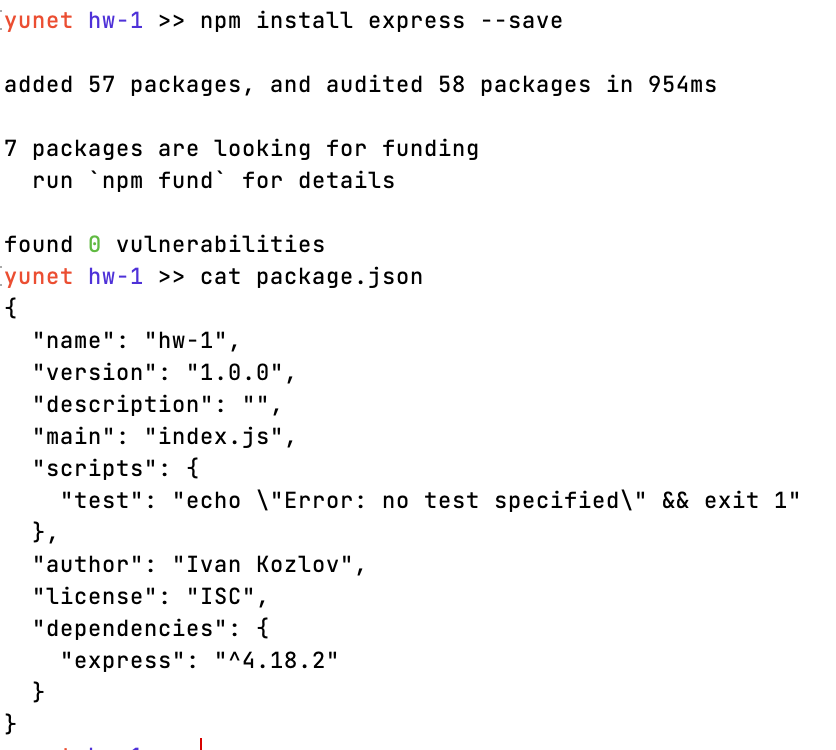 [yunet hw-1 >> npm install express --save
added 57 packages, and audited 58 packages in 954ms
7 packages are looking for funding
  run `npm fund` for details
found 0 vulnerabilities
[yunet hw-1 >> cat package.json
{
  "name": "hw-1",
  "version": "1.0.0",
  "description": "",
  "main": "index.js",
  "scripts": {
    "test": "echo \"Error: no test specified\" && exit 1"
  },
  "author": "Ivan Kozlov",
  "license": "ISC",
  "dependencies": {
    "express": "^4.18.2"
  }
}